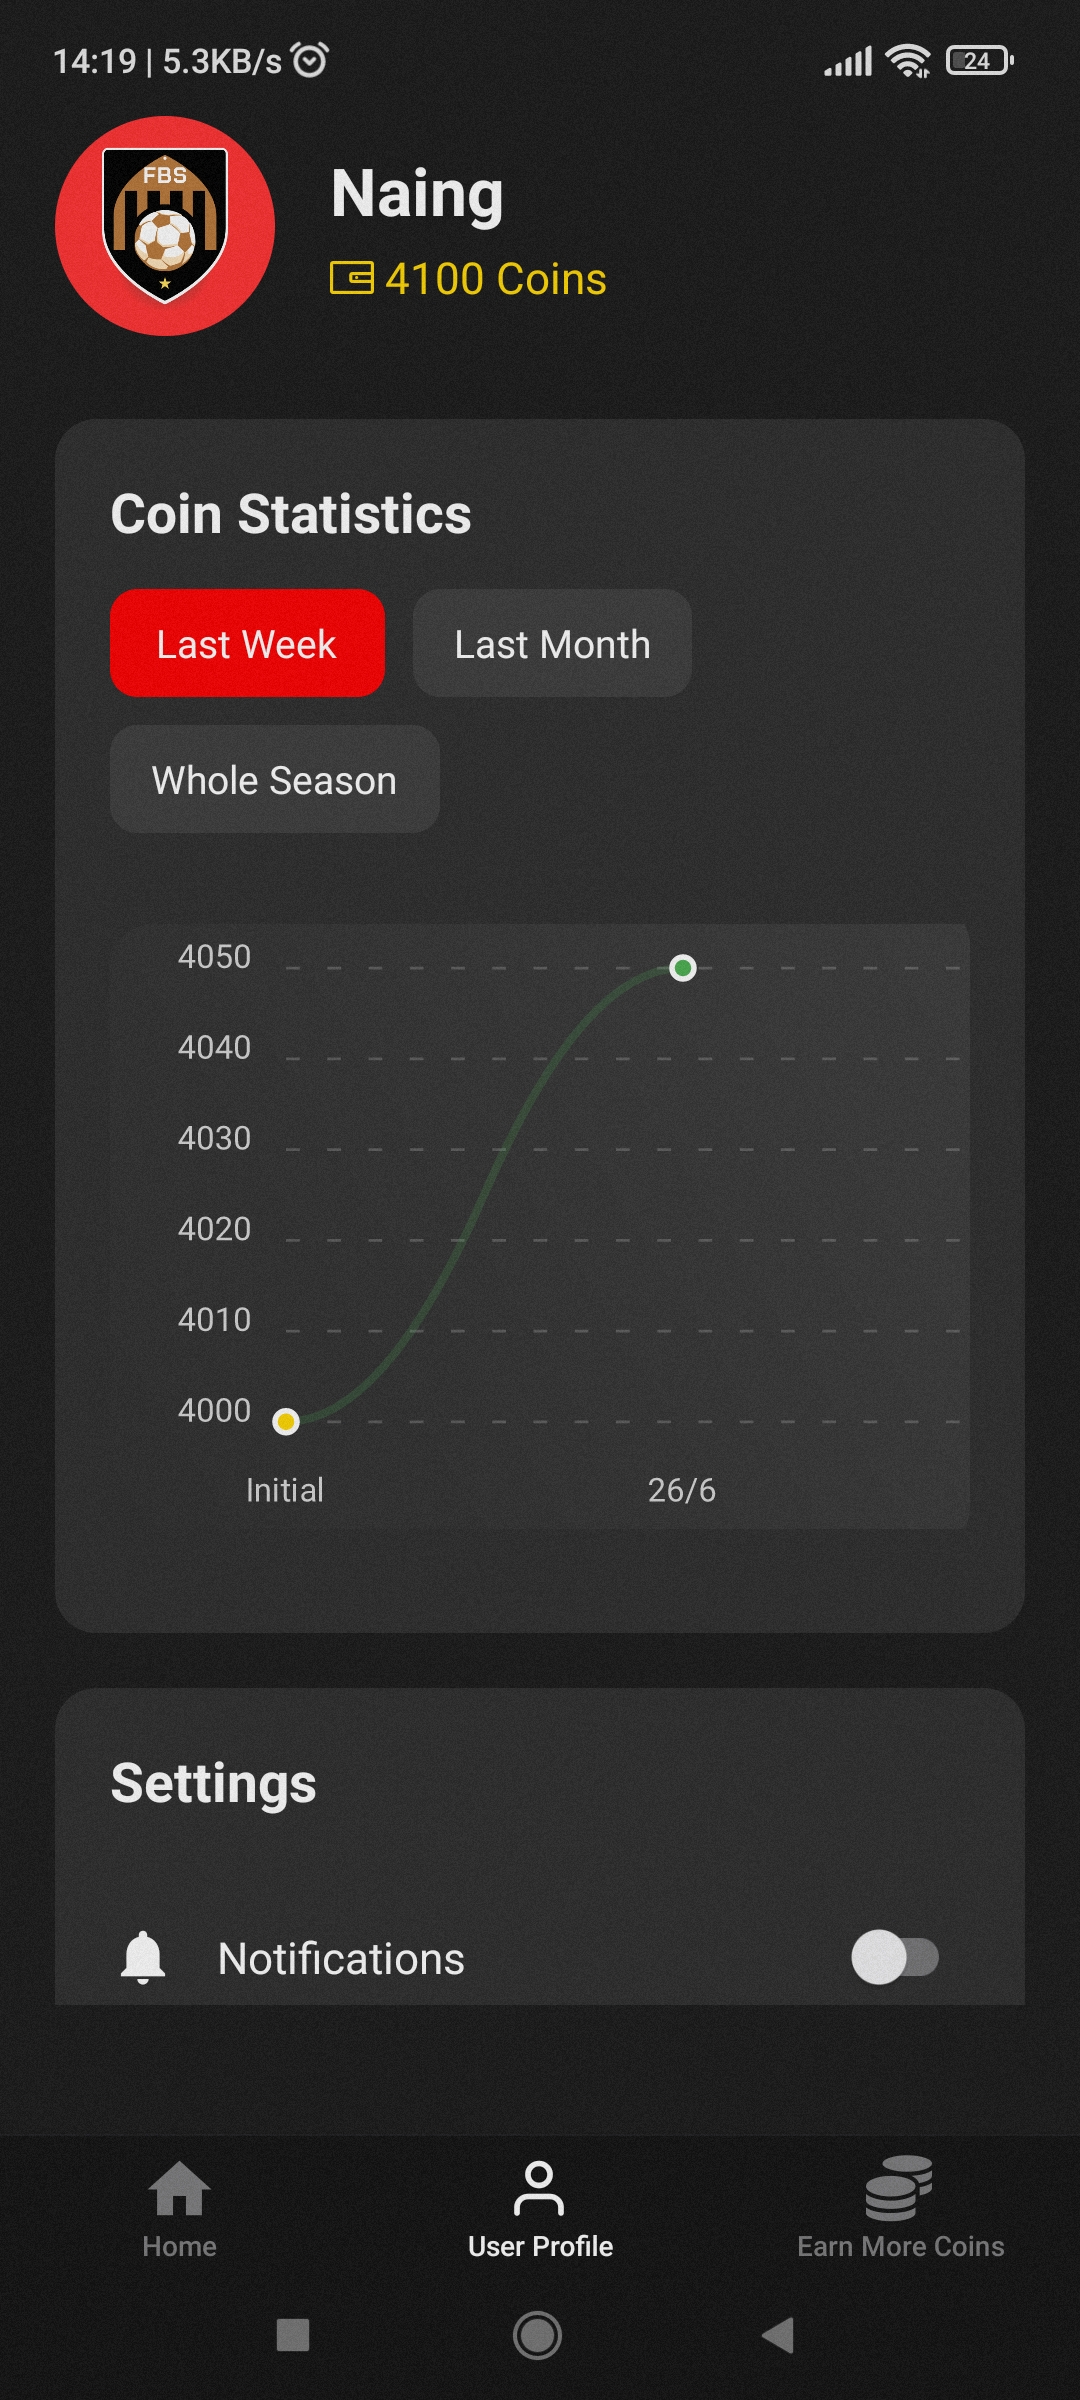 14:19 | 5.3KB/s
24
FBS
Naing
4100 Coins
Coin Statistics
Last Week
Last Month
Whole Season
4050
4040
4030
4020
4010
4000
Initial
26/6
Settings
Notifications
Home
User Profile
Earn More Coins